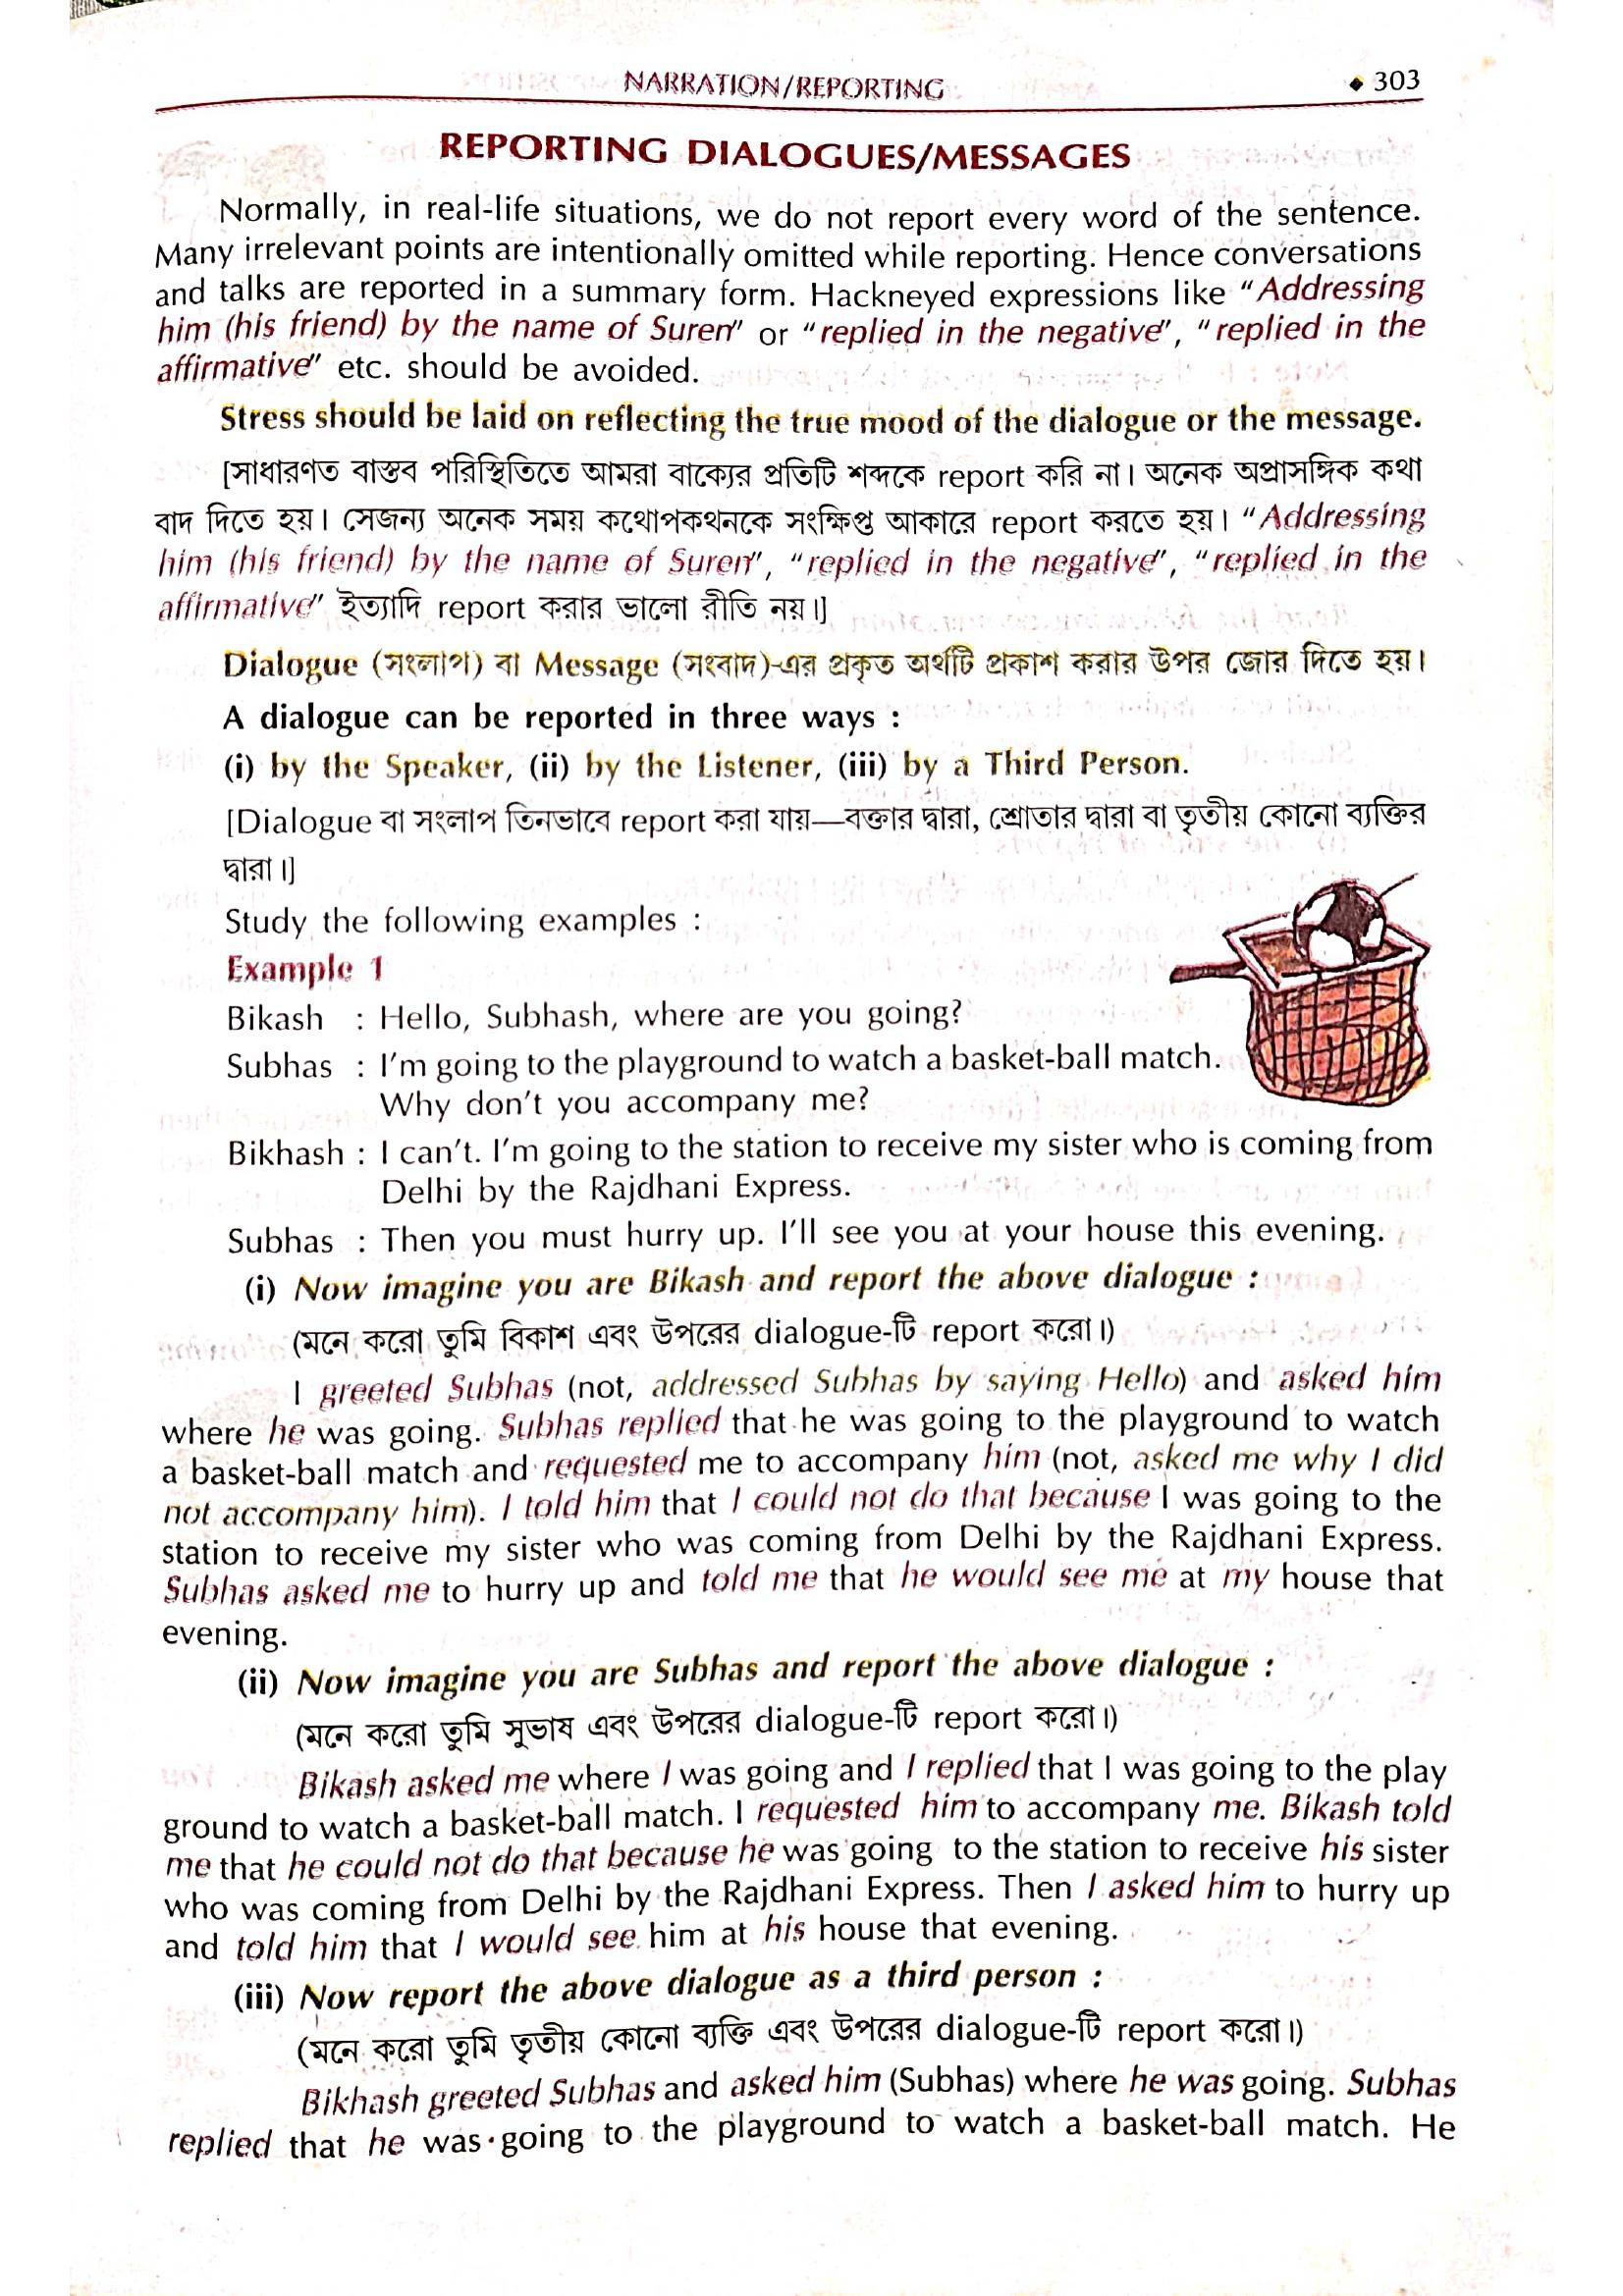 NARRATION/REPORTING
◆ 303
REPORTING DIALOGUES/MESSAGES
Normally, in real-life situations, we do not report every word of the sentence.
Many irrelevant points are intentionally omitted while reporting. Hence conversations
and talks are reported in a summary form. Hackneyed expressions like "Addressing
him (his friend) by the name of Suren" or "replied in the negative", "replied in the
affirmative" etc. should be avoided.
Stress should be laid on reflecting the true mood of the dialogue or the message.
[সাধারণত বাস্তব পরিস্থিতিতে আমরা বাক্যের প্রতিটি শব্দকে report করি না। অনেক অপ্রাসঙ্গিক কথা
বাদ দিতে হয়। সেজন্য অনেক সময় কথোপকথনকে সংক্ষিপ্ত আকারে report করতে হয়। "Addressing
him (his friend) by the name of Suren", "replied in the negative", "replied in the
affirmative" ইত্যাদি report করার ভালো রীতি নয়।]
Dialogue (সংলাপ) বা Message (সংবাদ)-এর প্রকৃত অর্থটি প্রকাশ করার উপর জোর দিতে হয়।
A dialogue can be reported in three ways :
(i) by the Speaker, (ii) by the Listener, (iii) by a Third Person.
[Dialogue বা সংলাপ তিনভাবে report করা যায়—বক্তার দ্বারা, শ্রোতার দ্বারা বা তৃতীয় কোনো ব্যক্তির
দ্বারা।]
Study the following examples :
Example 1
Bikash : Hello, Subhash, where are you going?
Subhas : I'm going to the playground to watch a basket-ball match.
Why don't you accompany me?
Bikhash : I can't. I'm going to the station to receive my sister who is coming from
Delhi by the Rajdhani Express.
Subhas : Then you must hurry up. I'll see you at your house this evening.
(i) Now imagine you are Bikash and report the above dialogue :
(মনে করো তুমি বিকাশ এবং উপরের dialogue-টি report করো।)
I greeted Subhas (not, addressed Subhas by saying Hello) and asked him
where he was going. Subhas replied that he was going to the playground to watch
a basket-ball match and requested me to accompany him (not, asked me why I did
not accompany him). I told him that I could not do that because I was going to the
station to receive my sister who was coming from Delhi by the Rajdhani Express.
Subhas asked me to hurry up and told me that he would see me at my house that
evening.
(ii) Now imagine you are Subhas and report the above dialogue :
(মনে করো তুমি সুভাষ এবং উপরের dialogue-টি report করো।)
Bikash asked me where I was going and I replied that I was going to the play
ground to watch a basket-ball match. I requested him to accompany me. Bikash told
me that he could not do that because he was going to the station to receive his sister
who was coming from Delhi by the Rajdhani Express. Then I asked him to hurry up
and told him that I would see him at his house that evening.
(iii) Now report the above dialogue as a third person :
(মনে করো তুমি তৃতীয় কোনো ব্যক্তি এবং উপরের dialogue-টি report করো।)
Bikhash greeted Subhas and asked him (Subhas) where he was going. Subhas
replied that he was going to the playground to watch a basket-ball match. He